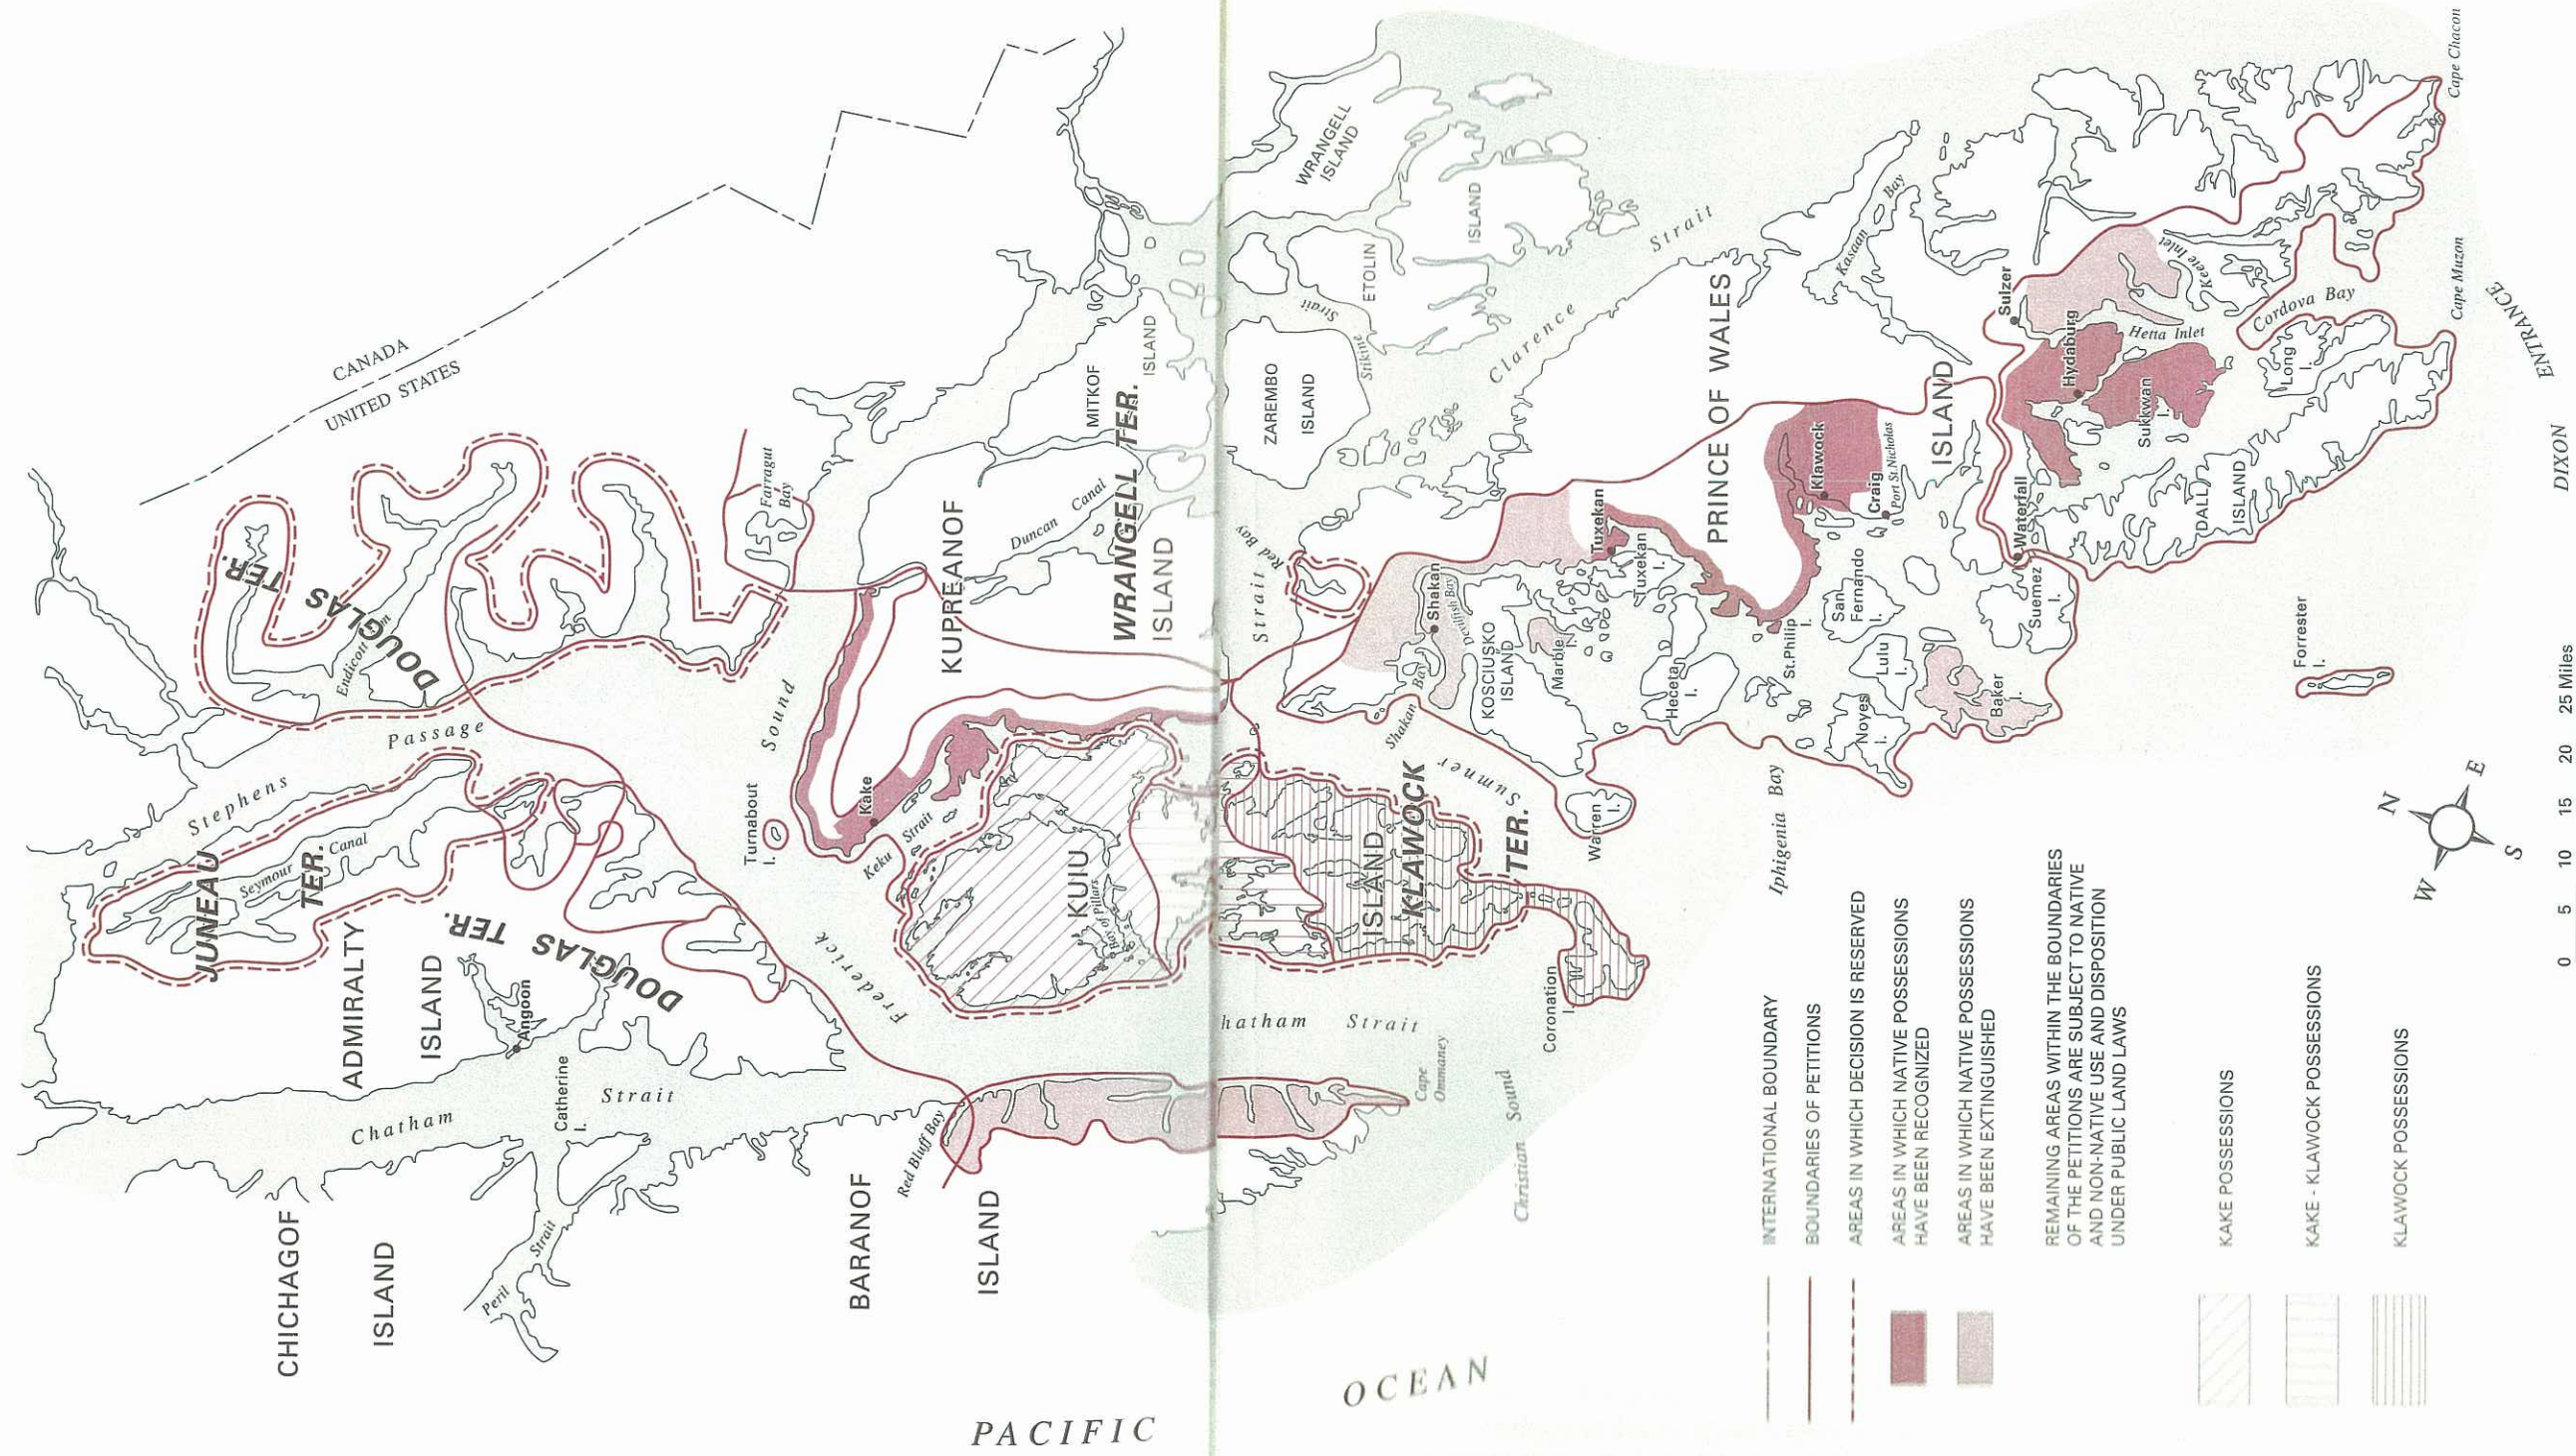 CANADA
UNITED STATES
DOUGLAS TER.
Endicott Arm
Farragut
Bay
Stephens
Passage
JUNEAU
TER.
Seymour
Canal
ADMIRALTY
ISLAND
DOUGLAS TER.
Angoon
Chatham
Strait
Catherine
I.
Peril
Strait
CHICHAGOF
ISLAND
BARANOF
ISLAND
Red Bluff Bay
Frederick
Sound
Turnabout
I.
Kake
Keku
Strait
KUPREANOF
ISLAND
Duncan
Canal
MITKOF
ISLAND
WRANGELL TER.
KUIU
ISLAND
Bay of Pillars
KLAWOCK
TER.
Coronation
I.
hatham
Strait
Cape
Ommaney
Christian
Sound
PACIFIC
OCEAN
WRANGELL
ISLAND
ETOLIN
ISLAND
ZAREMBO
ISLAND
Stikine
Strait
Clarence
Strait
Red Bay
Strait
Sumner
Shakan
Bay
Shakan
Devilfish Bay
KOSCIUSKO
ISLAND
Marble
I.
Tuxekan
Tuxekan
I.
Heceta
I.
Warren
I.
Iphigenia Bay
PRINCE OF WALES
ISLAND
Kasaan
Bay
Klawock
Craig
Port St.Nicholas
St.Philip
I.
San
Fernando
I.
Lulu
I.
Noyes
I.
Baker
I.
Suemez
I.
Waterfall
Sulzer
Hydaburg
Sukkwan
I.
Hetta Inlet
Keete Inlet
Cordova Bay
Long
I.
DALL
ISLAND
Forrester
I.
Cape Chacon
Cape Muzon
DIXON
ENTRANCE
N
E
S
W
0 5 10 15 20 25 Miles
INTERNATIONAL BOUNDARY
BOUNDARIES OF PETITIONS
AREAS IN WHICH DECISION IS RESERVED
AREAS IN WHICH NATIVE POSSESSIONS
HAVE BEEN RECOGNIZED
AREAS IN WHICH NATIVE POSSESSIONS
HAVE BEEN EXTINGUISHED
REMAINING AREAS WITHIN THE BOUNDARIES
OF THE PETITIONS ARE SUBJECT TO NATIVE
AND NON-NATIVE USE AND DISPOSITION
UNDER PUBLIC LAND LAWS
KAKE POSSESSIONS
KAKE - KLAWOCK POSSESSIONS
KLAWOCK POSSESSIONS